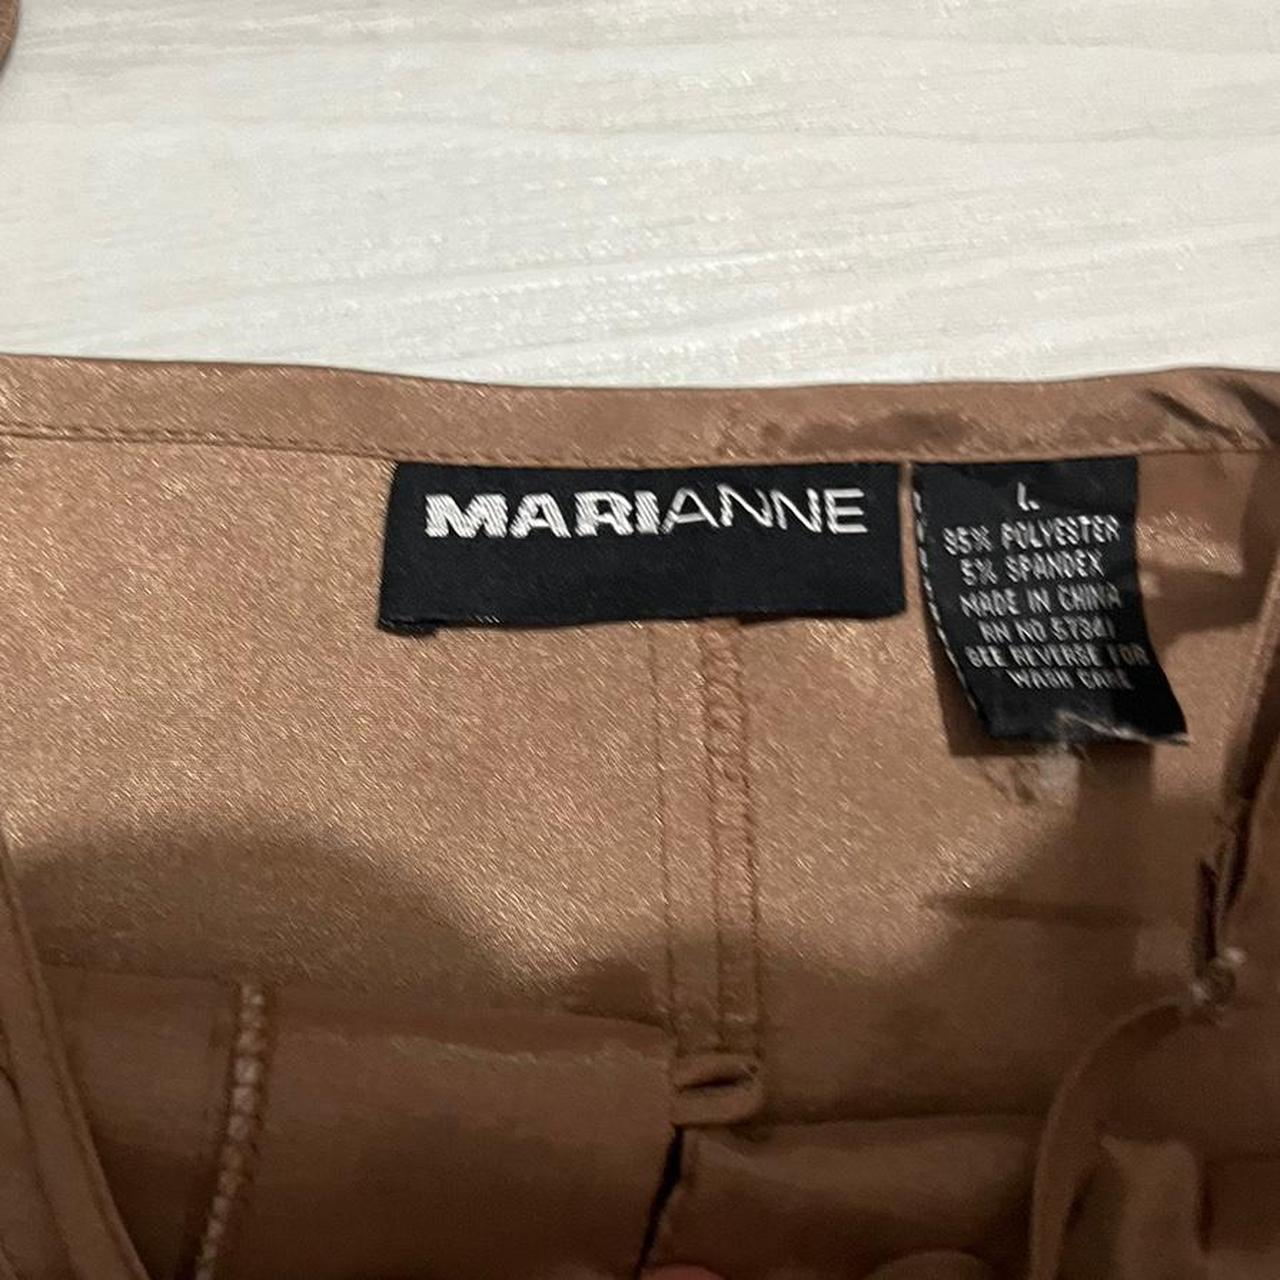 MARIANNE
L
95% POLYESTER
5% SPANDEX
MADE IN CHINA
RN NO 57341
SEE REVERSE FOR
WASH CARE